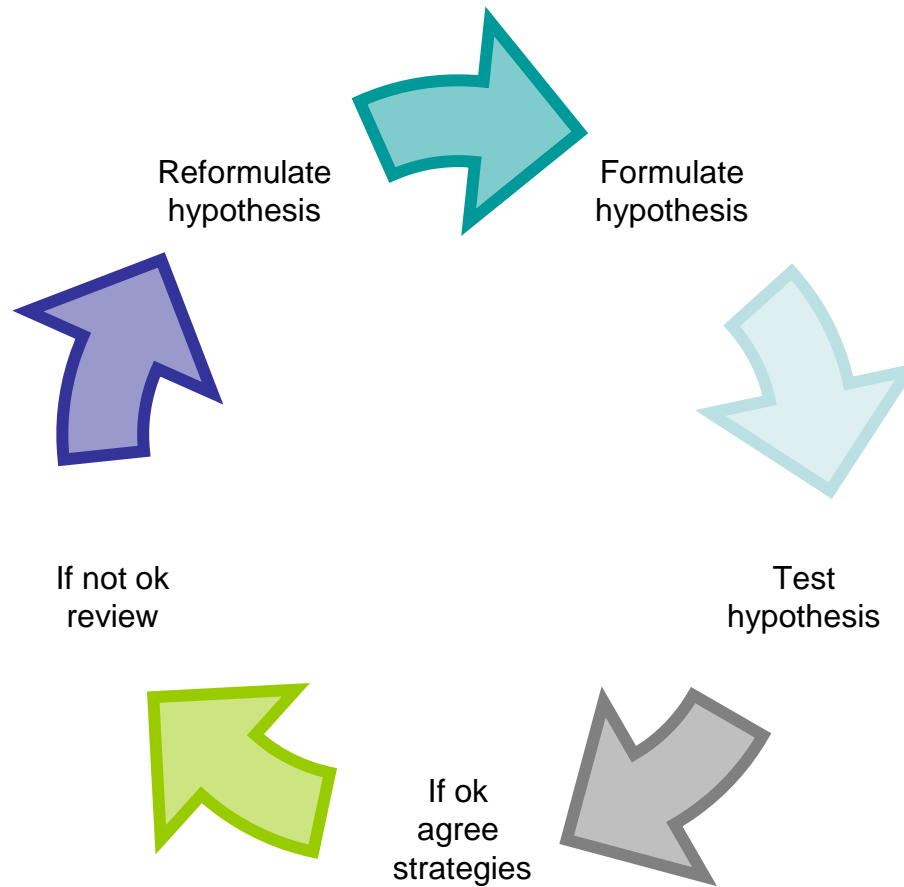 Reformulate
hypothesis
Formulate
hypothesis
If not ok
review
Test
hypothesis
If ok
agree
strategies